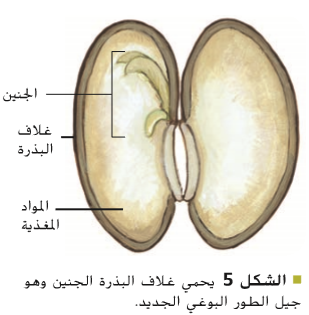 الجنين
غلاف
البذرة
المواد
المغذية
الشكل 5 يحمي غلاف البذرة الجنين وهو
جيل الطور البوغي الجديد.